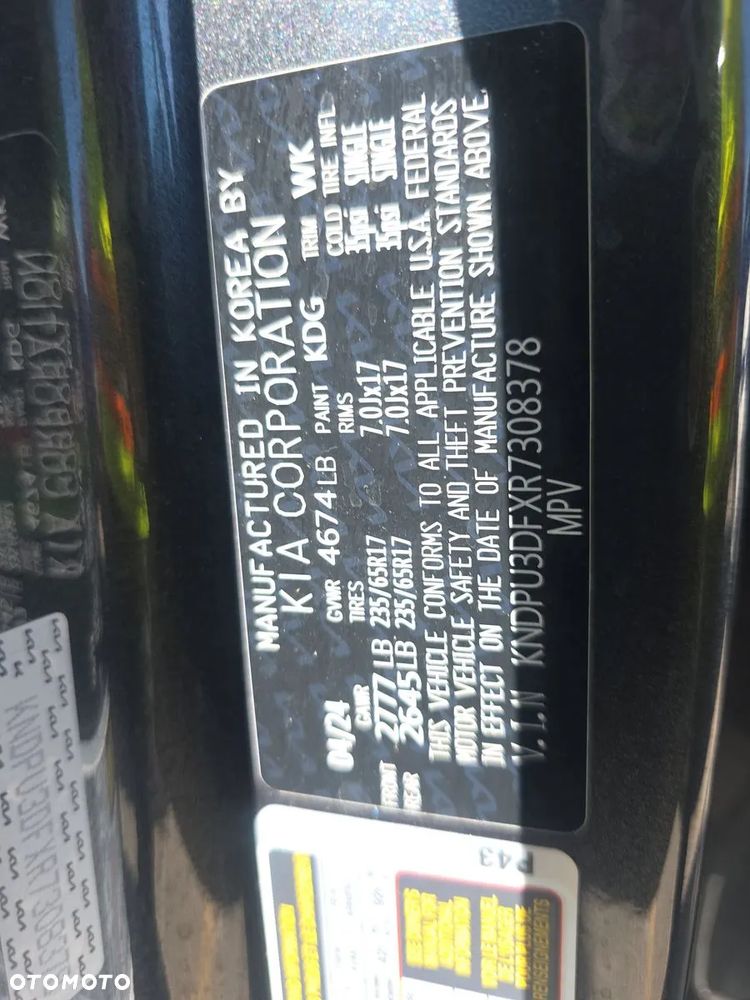 MANUFACTURED IN KOREA BY
KIA CORPORATION
04/24 GVWR 4674LB PAINT KDG TRIM WK
GAWR TIRES RIMS COLD TIRE INFL
FRONT 2777LB 235/65R17 7.0Jx17 35psi SINGLE
REAR 2645LB 235/65R17 7.0Jx17 35psi SINGLE
THIS VEHICLE CONFORMS TO ALL APPLICABLE U.S.A. FEDERAL
MOTOR VEHICLE SAFETY AND THEFT PREVENTION STANDARDS
IN EFFECT ON THE DATE OF MANUFACTURE SHOWN ABOVE.
V.I.N KNDPU3DFXR7308378
MPV
P43
OTOMOTO